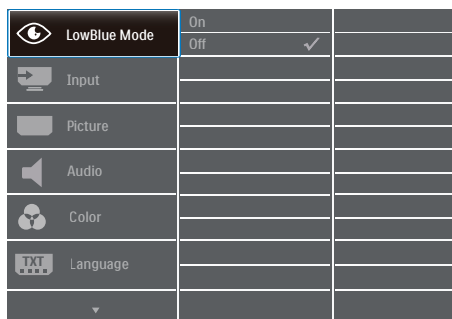 LowBlue Mode
On
Off
Input
Picture
Audio
Color
TXT
Language